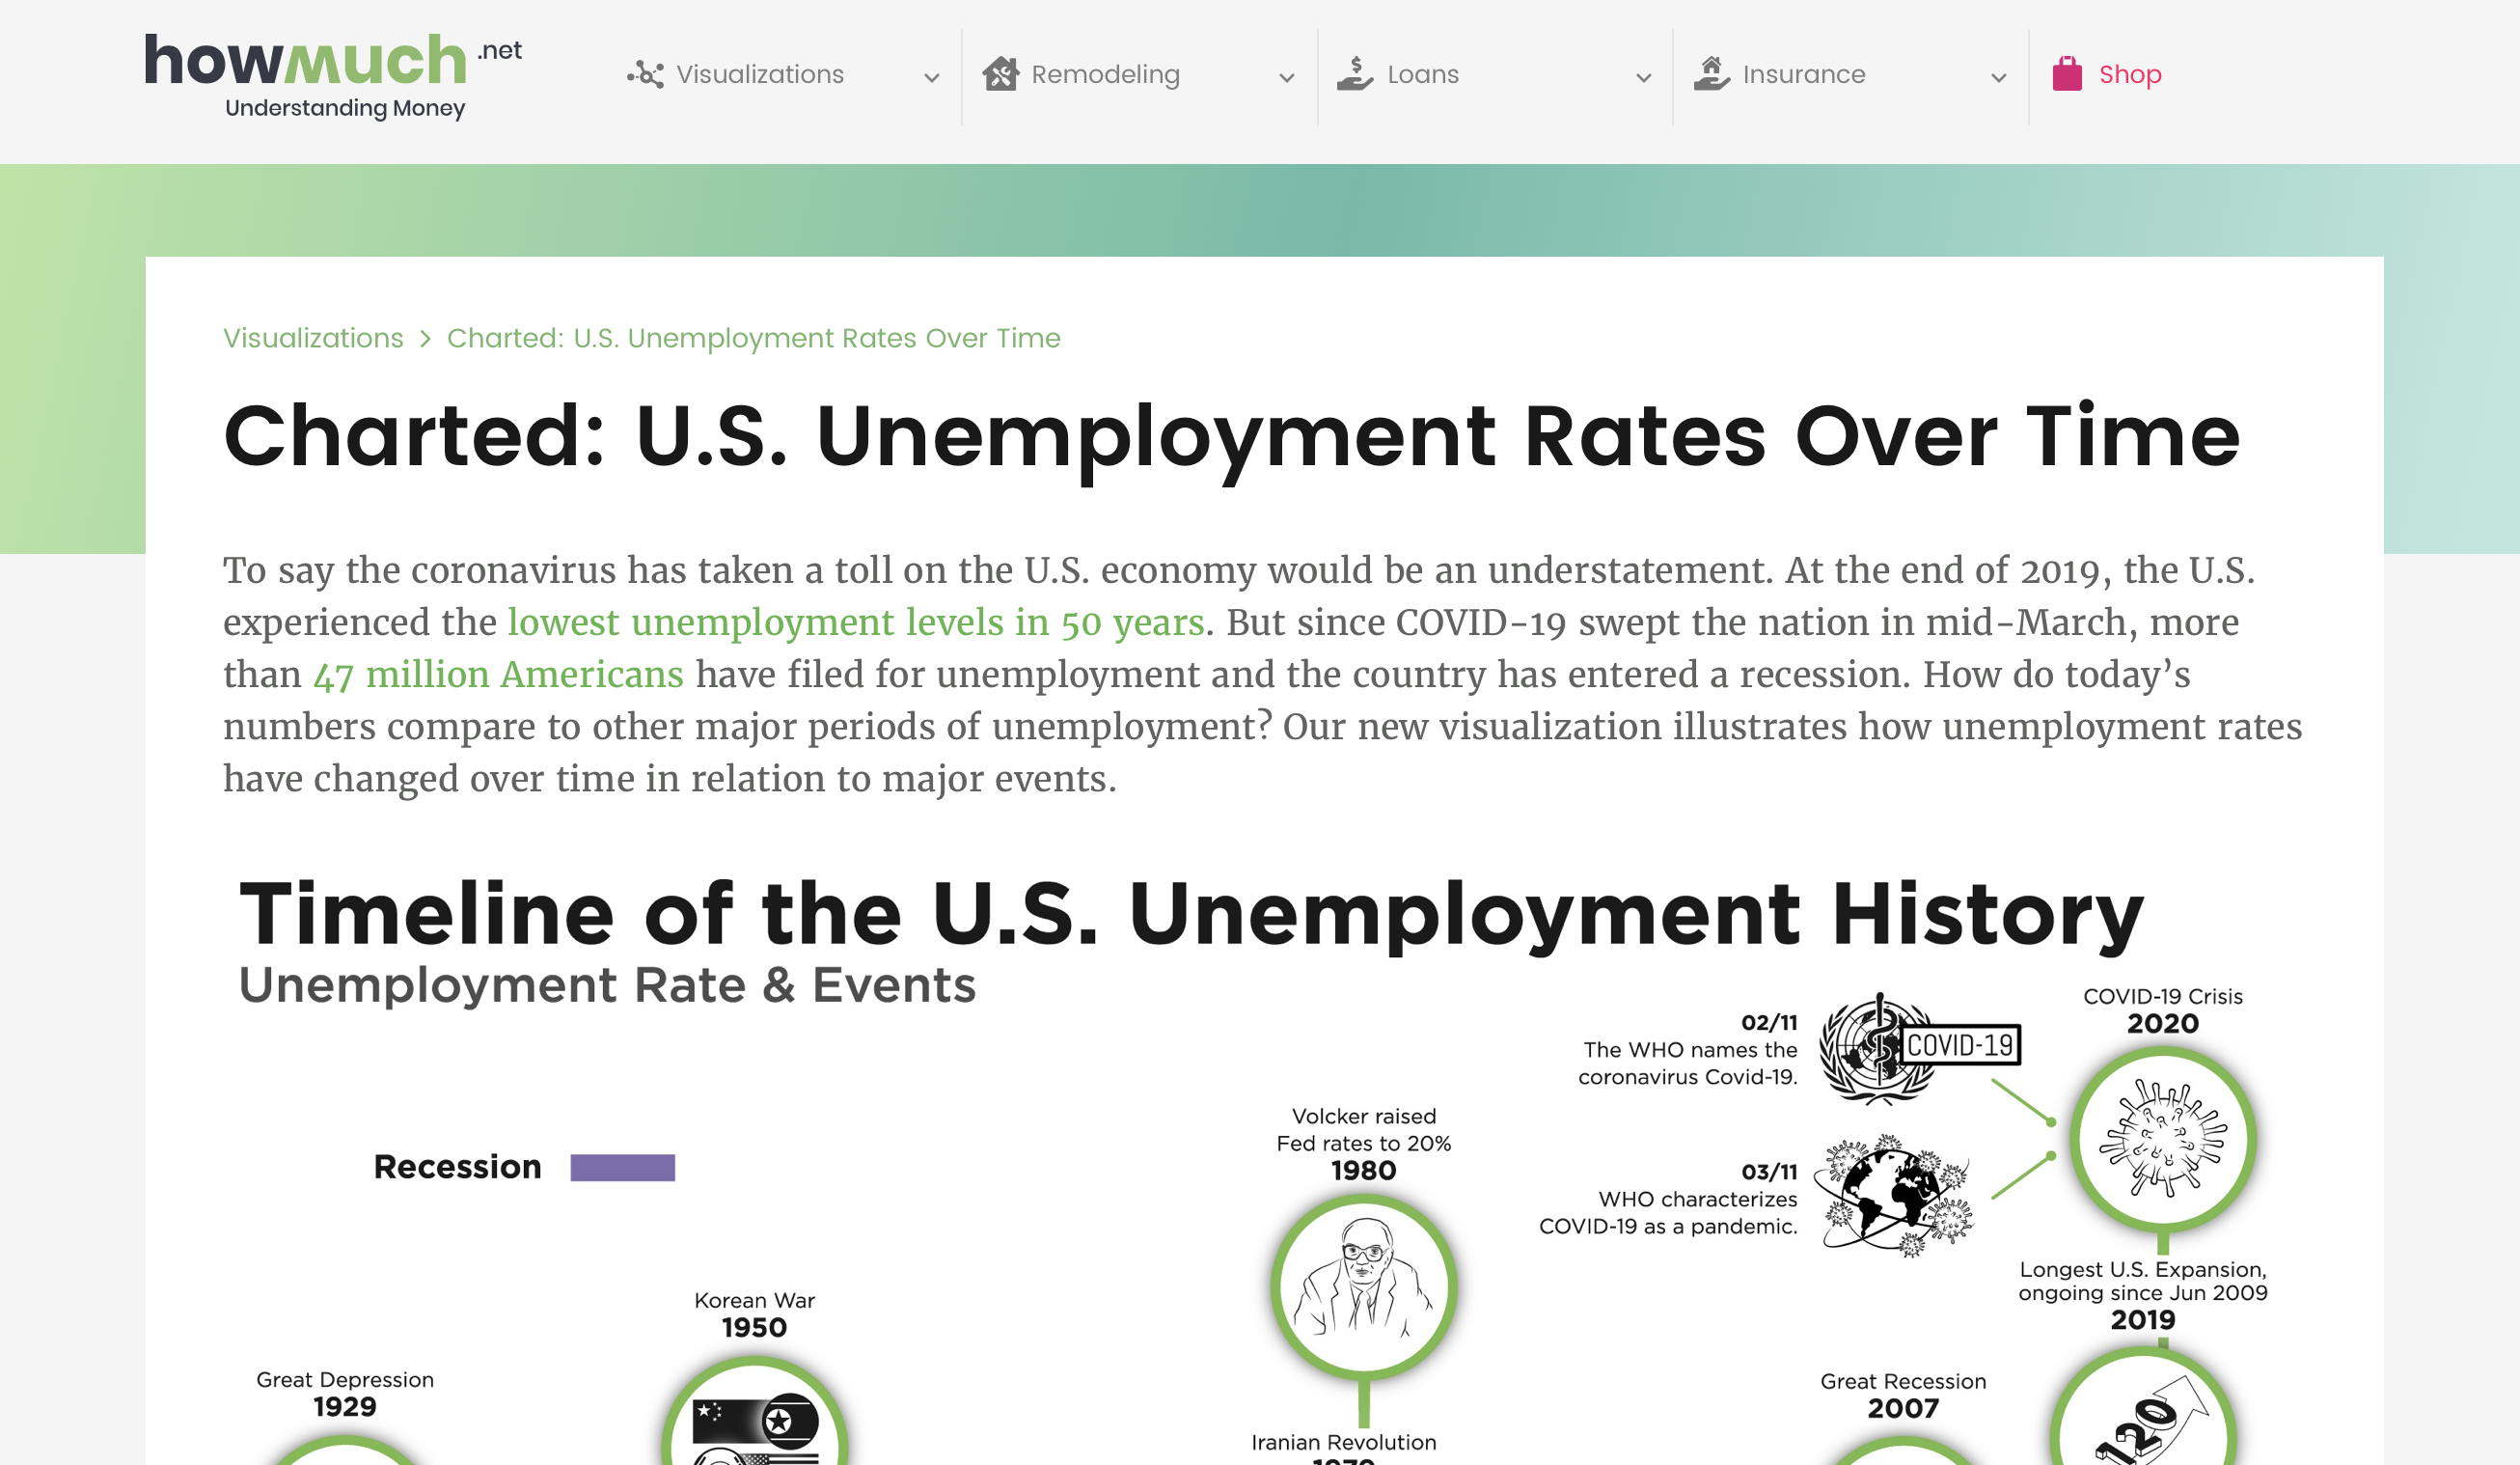 howmuch .net
Understanding Money
Visualizations
Remodeling
Loans
Insurance
Shop
Visualizations > Charted: U.S. Unemployment Rates Over Time
Charted: U.S. Unemployment Rates Over Time
To say the coronavirus has taken a toll on the U.S. economy would be an understatement. At the end of 2019, the U.S.
experienced the lowest unemployment levels in 50 years. But since COVID-19 swept the nation in mid-March, more
than 47 million Americans have filed for unemployment and the country has entered a recession. How do today’s
numbers compare to other major periods of unemployment? Our new visualization illustrates how unemployment rates
have changed over time in relation to major events.
Timeline of the U.S. Unemployment History
Unemployment Rate & Events
Recession
Great Depression
1929
Korean War
1950
Volcker raised
Fed rates to 20%
1980
Iranian Revolution
1979
02/11
The WHO names the
coronavirus Covid-19.
COVID-19
03/11
WHO characterizes
COVID-19 as a pandemic.
COVID-19 Crisis
2020
Longest U.S. Expansion,
ongoing since Jun 2009
2019
120
Great Recession
2007